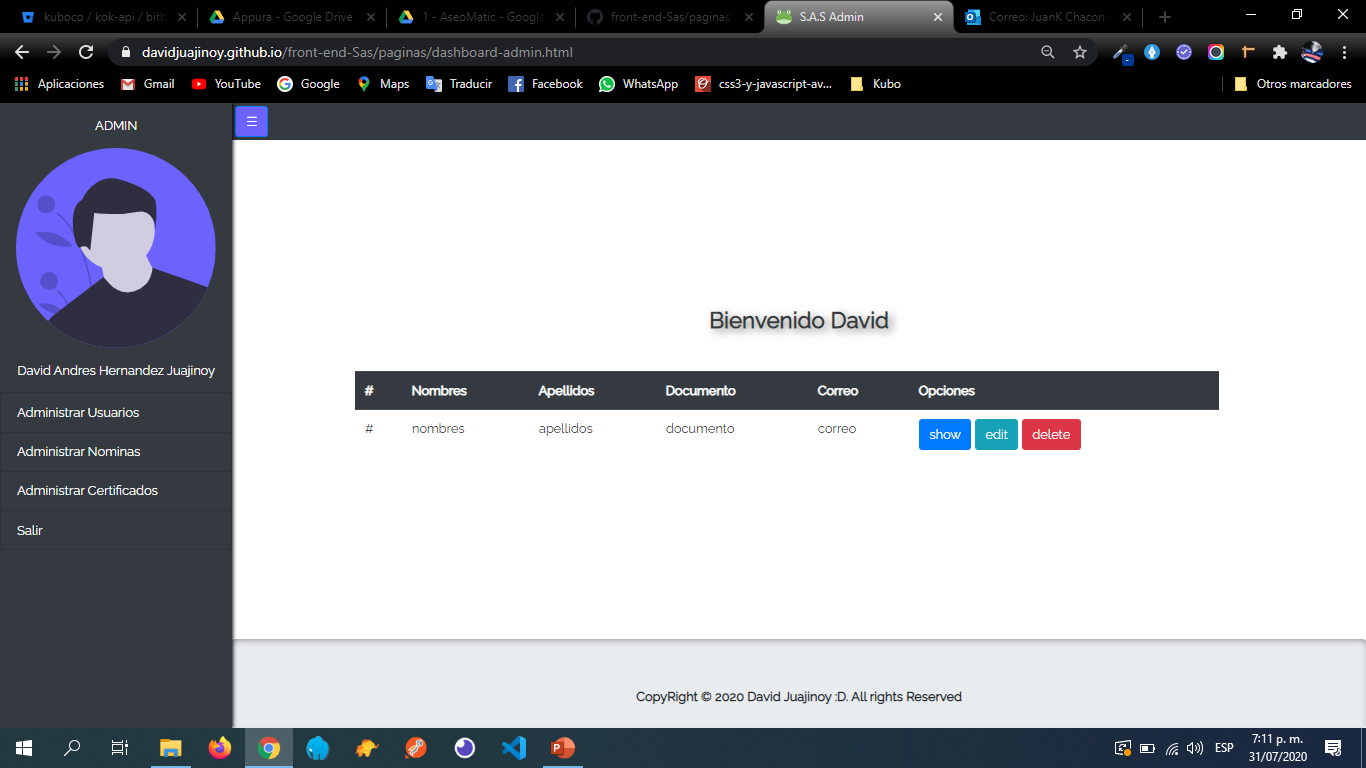 kuboco / kok-api / bitb
Appura - Google Drive
1 - AseoMatic - Google
front-end-Sas/paginas
S.A.S Admin
Correo: JuanK Chacon
davidjuajinoy.github.io/front-end-Sas/paginas/dashboard-admin.html
Aplicaciones Gmail YouTube Google Maps Traducir Facebook WhatsApp css3-y-javascript-av... Kubo Otros marcadores
ADMIN
☰
David Andres Hernandez Juajinoy
Administrar Usuarios
Administrar Nominas
Administrar Certificados
Salir
Bienvenido David
# Nombres Apellidos Documento Correo Opciones
# nombres apellidos documento correo show edit delete
CopyRight © 2020 David Juajinoy :D. All rights Reserved
ESP
7:11 p. m.
31/07/2020